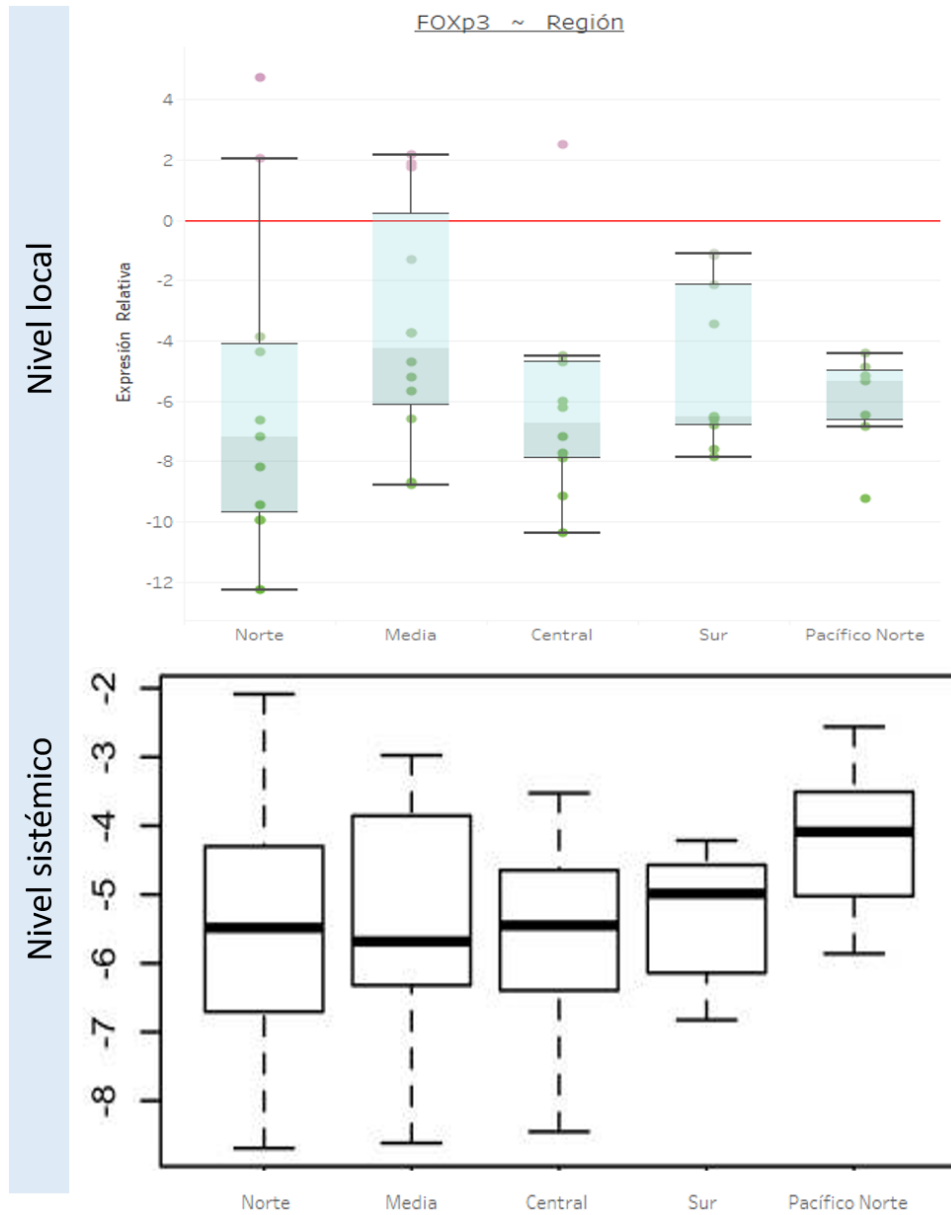 FOXp3 ~ Región
Nivel local
Expresión Relativa
4
2
0
-2
-4
-6
-8
-10
-12
Norte Media Central Sur Pacífico Norte
Nivel sistémico
-2
-3
-4
-5
-6
-7
-8
Norte Media Central Sur Pacífico Norte